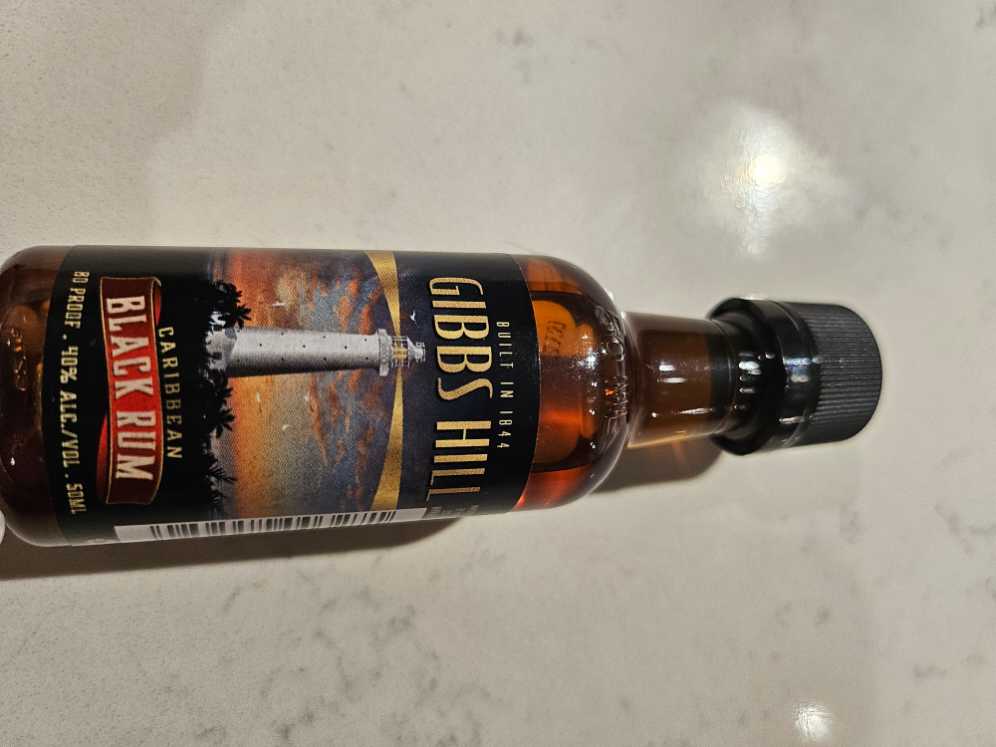 BUILT IN 1844
GIBBS HILL
CARIBBEAN
BLACK RUM
80 PROOF . 40% ALC./VOL . 50ML